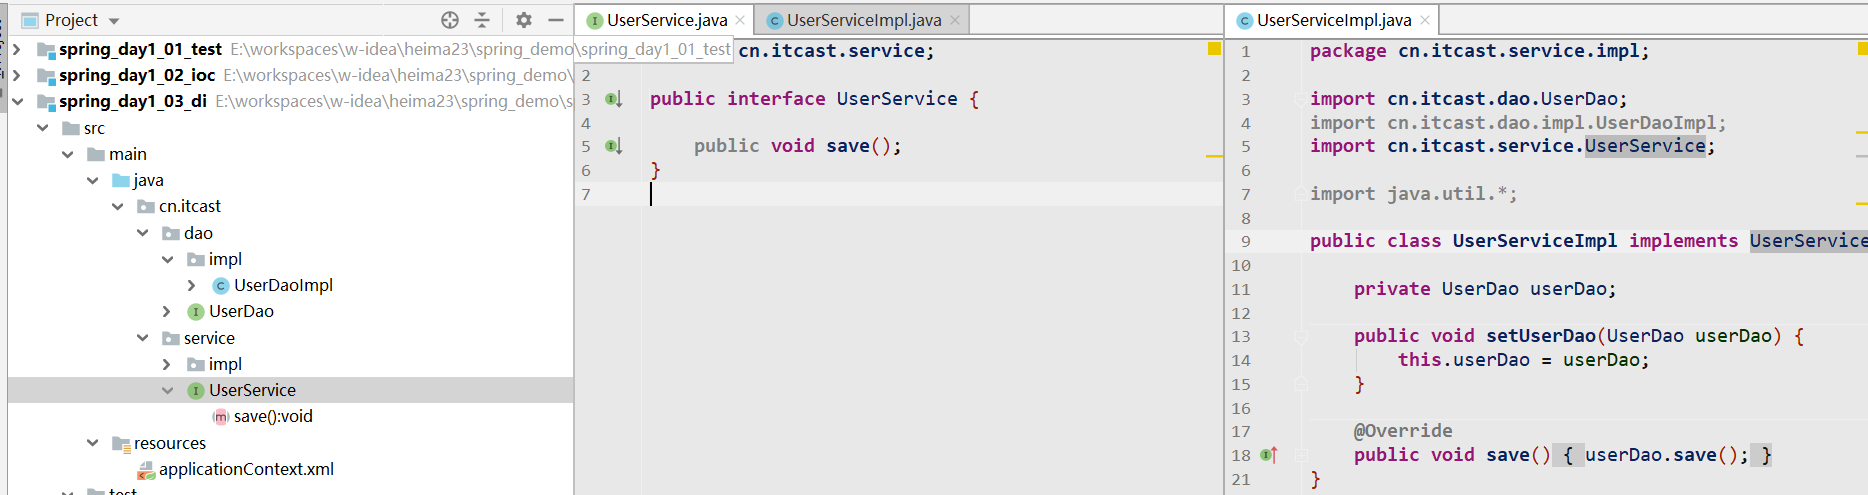 Project
spring_day1_01_test E:\workspaces\w-idea\heima23\spring_demo\spring_day1_01_test
spring_day1_02_ioc E:\workspaces\w-idea\heima23\spring_demo\
spring_day1_03_di E:\workspaces\w-idea\heima23\spring_demo\s
src
main
java
cn.itcast
dao
impl
C UserDaoImpl
I UserDao
service
impl
I UserService
m save():void
resources
applicationContext.xml
test
I UserService.java
C UserServiceImpl.java
cn.itcast.service;
2
3 public interface UserService {
4
5 public void save();
6 }
7
C UserServiceImpl.java
1 package cn.itcast.service.impl;
2
3 import cn.itcast.dao.UserDao;
4 import cn.itcast.dao.impl.UserDaoImpl;
5 import cn.itcast.service.UserService;
6
7 import java.util.*;
8
9 public class UserServiceImpl implements UserService
10
11 private UserDao userDao;
12
13 public void setUserDao(UserDao userDao) {
14 this.userDao = userDao;
15 }
16
17 @Override
18 public void save() { userDao.save(); }
21 }